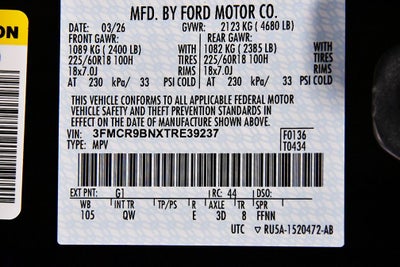 MFD. BY FORD MOTOR CO.
DATE: 03/26 GVWR: 2123 KG ( 4680 LB)
FRONT GAWR: REAR GAWR:
1089 KG ( 2400 LB) WITH 1082 KG ( 2385 LB) WITH
225/60R18 100H TIRES 225/60R18 100H TIRES
18x7.0J RIMS 18x7.0J RIMS
AT 230 kPa/ 33 PSI COLD AT 230 kPa/ 33 PSI COLD
THIS VEHICLE CONFORMS TO ALL APPLICABLE FEDERAL MOTOR
VEHICLE SAFETY AND THEFT PREVENTION STANDARDS IN
EFFECT ON THE DATE OF MANUFACTURE SHOWN ABOVE.
VIN: 3FMCR9BNXTRE39237 F0136
TYPE: MPV T0434
EXT PNT: G1 RC: 44 DSO:
WB INT TR TP/PS R AXLE TR SPR
105 QW E 3D 8 FFNN
UTC ▽ RU5A-1520472-AB
ON